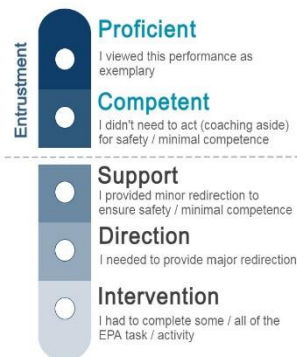 Entrustment
Proficient
I viewed this performance as
exemplary
Competent
I didn't need to act (coaching aside)
for safety / minimal competence
Support
I provided minor redirection to
ensure safety / minimal competence
Direction
I needed to provide major redirection
Intervention
I had to complete some / all of the
EPA task / activity